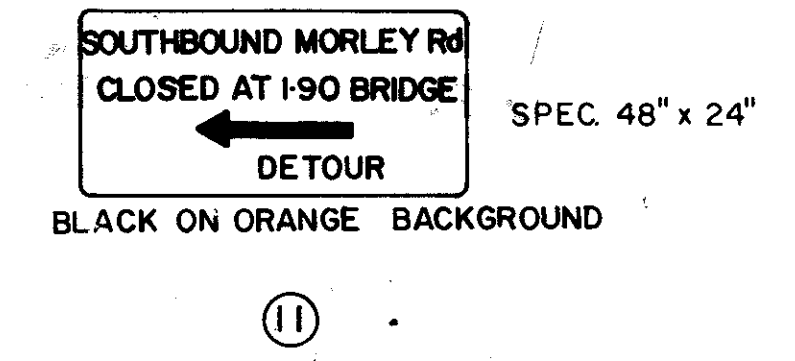 SOUTHBOUND MORLEY Rd
CLOSED AT I-90 BRIDGE
DETOUR
SPEC. 48" x 24"
BLACK ON ORANGE BACKGROUND
11